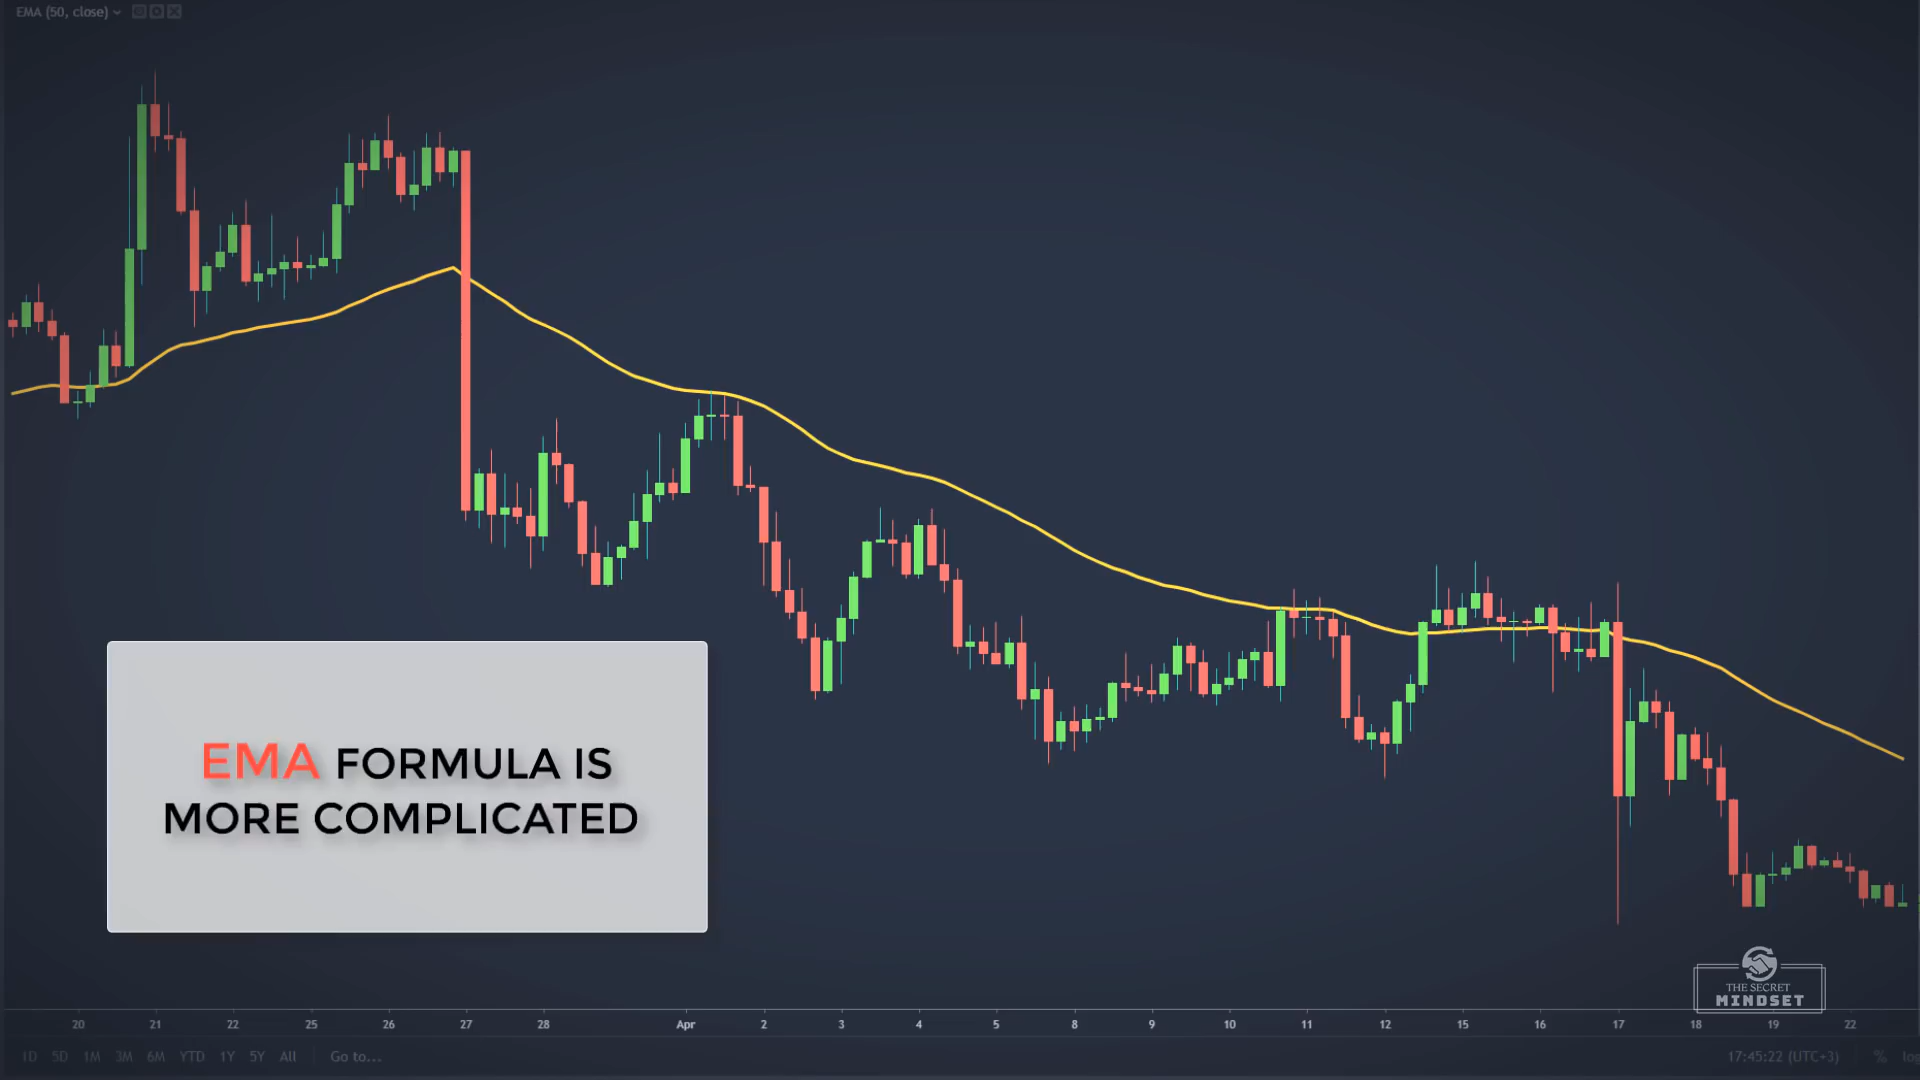 EMA (50, close)
EMA FORMULA IS
MORE COMPLICATED
THE SECRET
MINDSET
20 21 22 25 26 27 28 Apr 2 3 4 5 8 9 10 11 12 15 16 17 18 19 22
1D 5D 1M 3M 6M YTD 1Y 5Y All Go to... 17:45:22 (UTC+3) % log